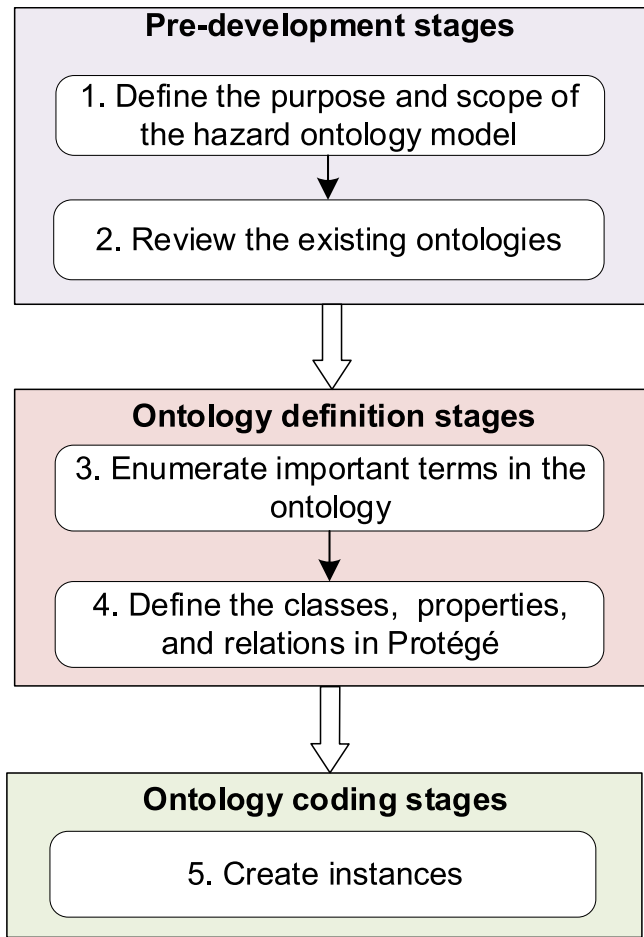 Pre-development stages
1. Define the purpose and scope of
the hazard ontology model
2. Review the existing ontologies
Ontology definition stages
3. Enumerate important terms in the
ontology
4. Define the classes, properties,
and relations in Protégé
Ontology coding stages
5. Create instances